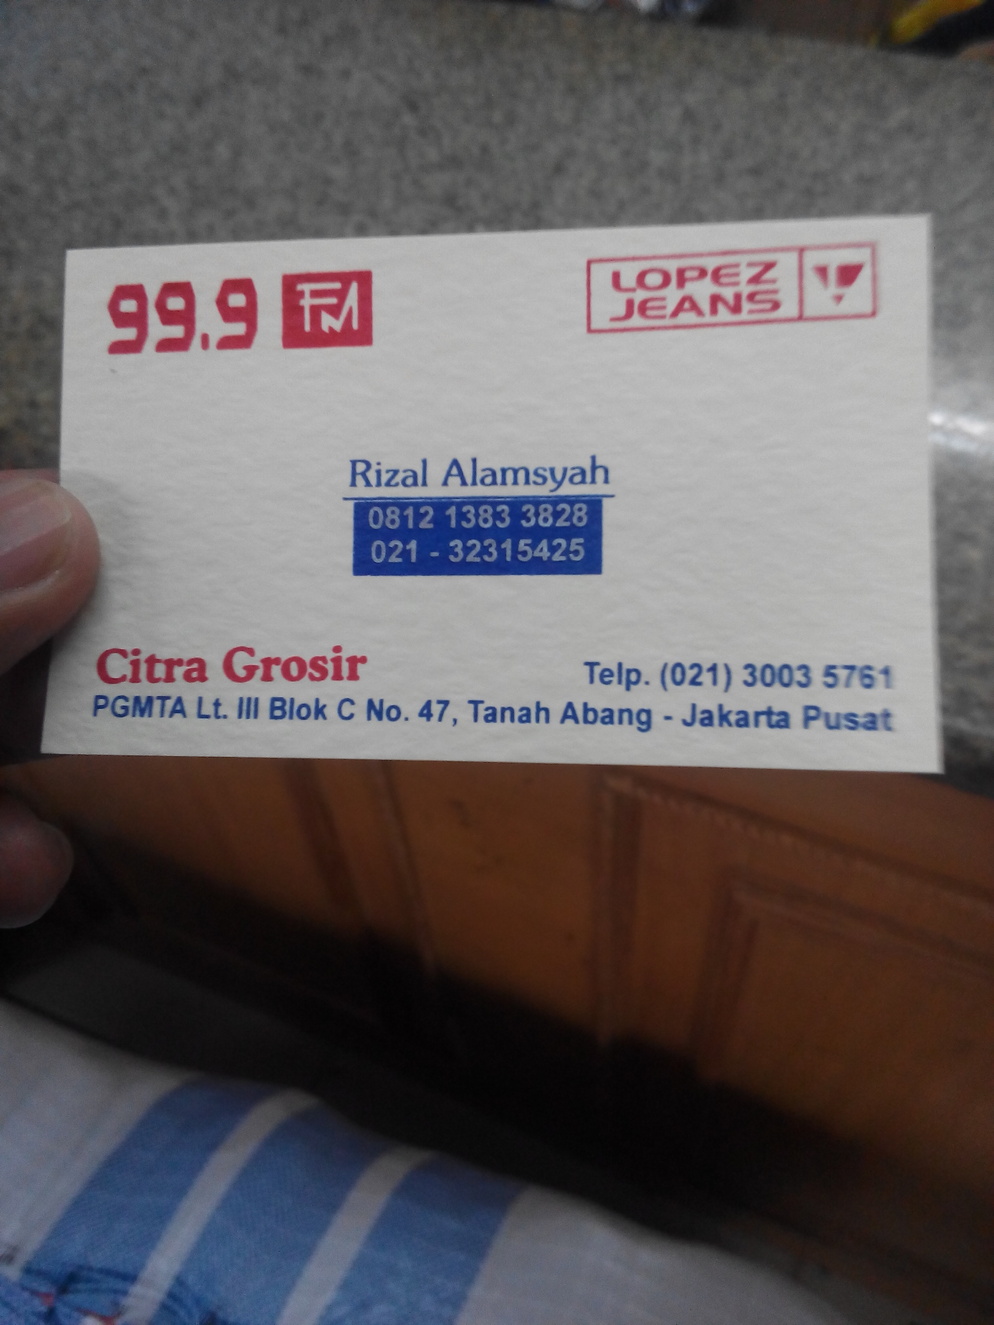 99.9 FM
LOPEZ
JEANS
Rizal Alamsyah
0812 1383 3828
021 - 32315425
Citra Grosir
Telp. (021) 3003 5761
PGMTA Lt. III Blok C No. 47, Tanah Abang - Jakarta Pusat